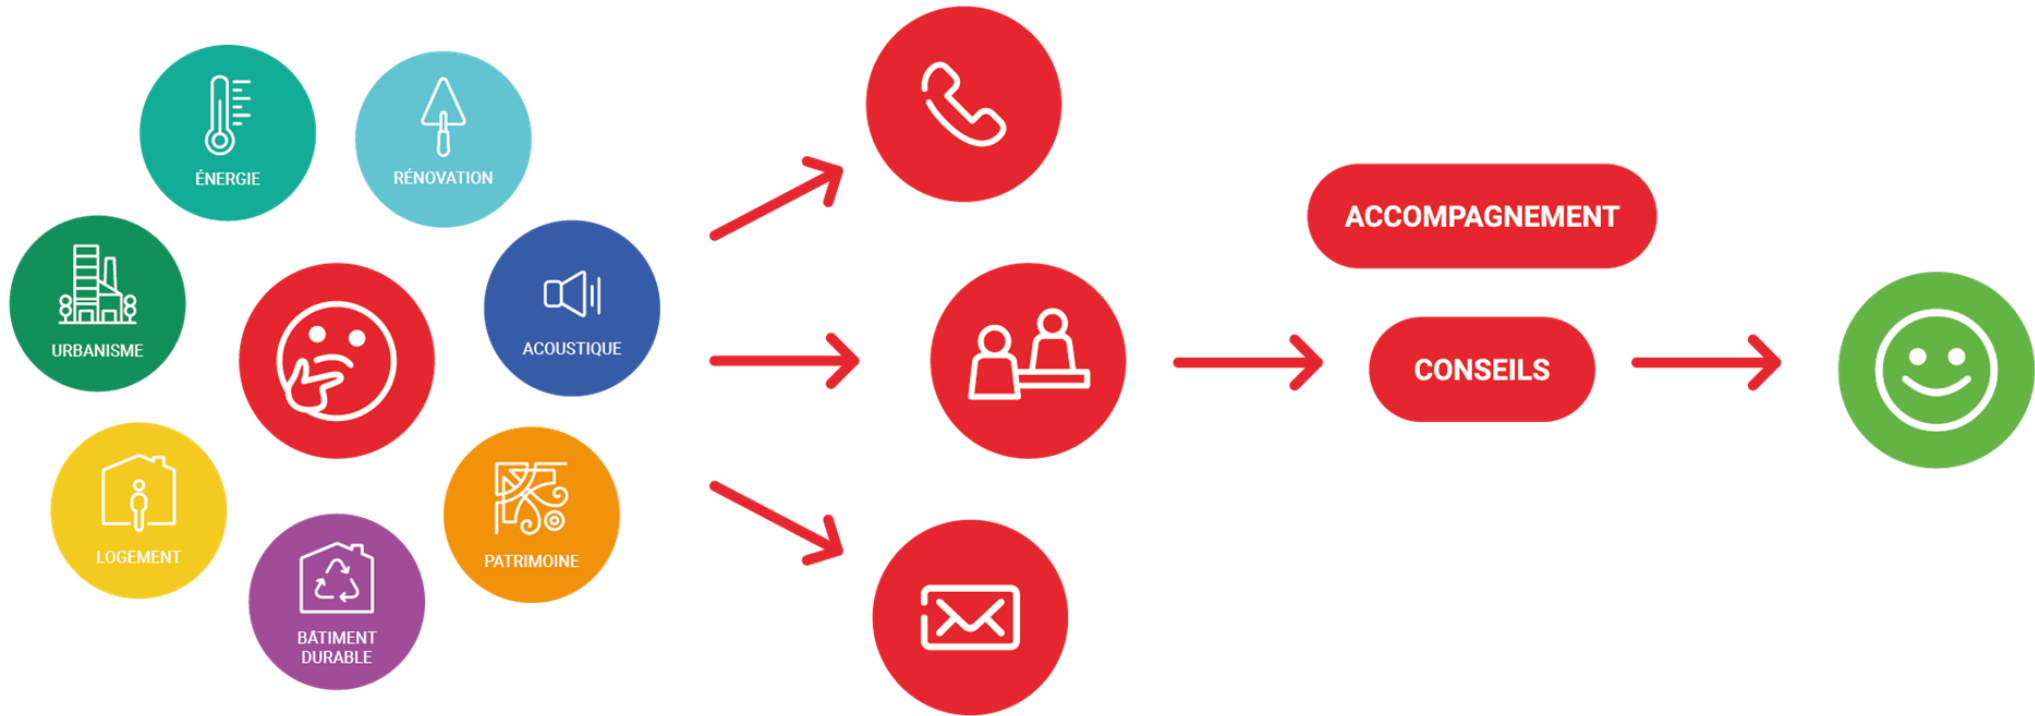 ÉNERGIE
RÉNOVATION
URBANISME
ACOUSTIQUE
LOGEMENT
PATRIMOINE
BÂTIMENT
DURABLE
ACCOMPAGNEMENT
CONSEILS